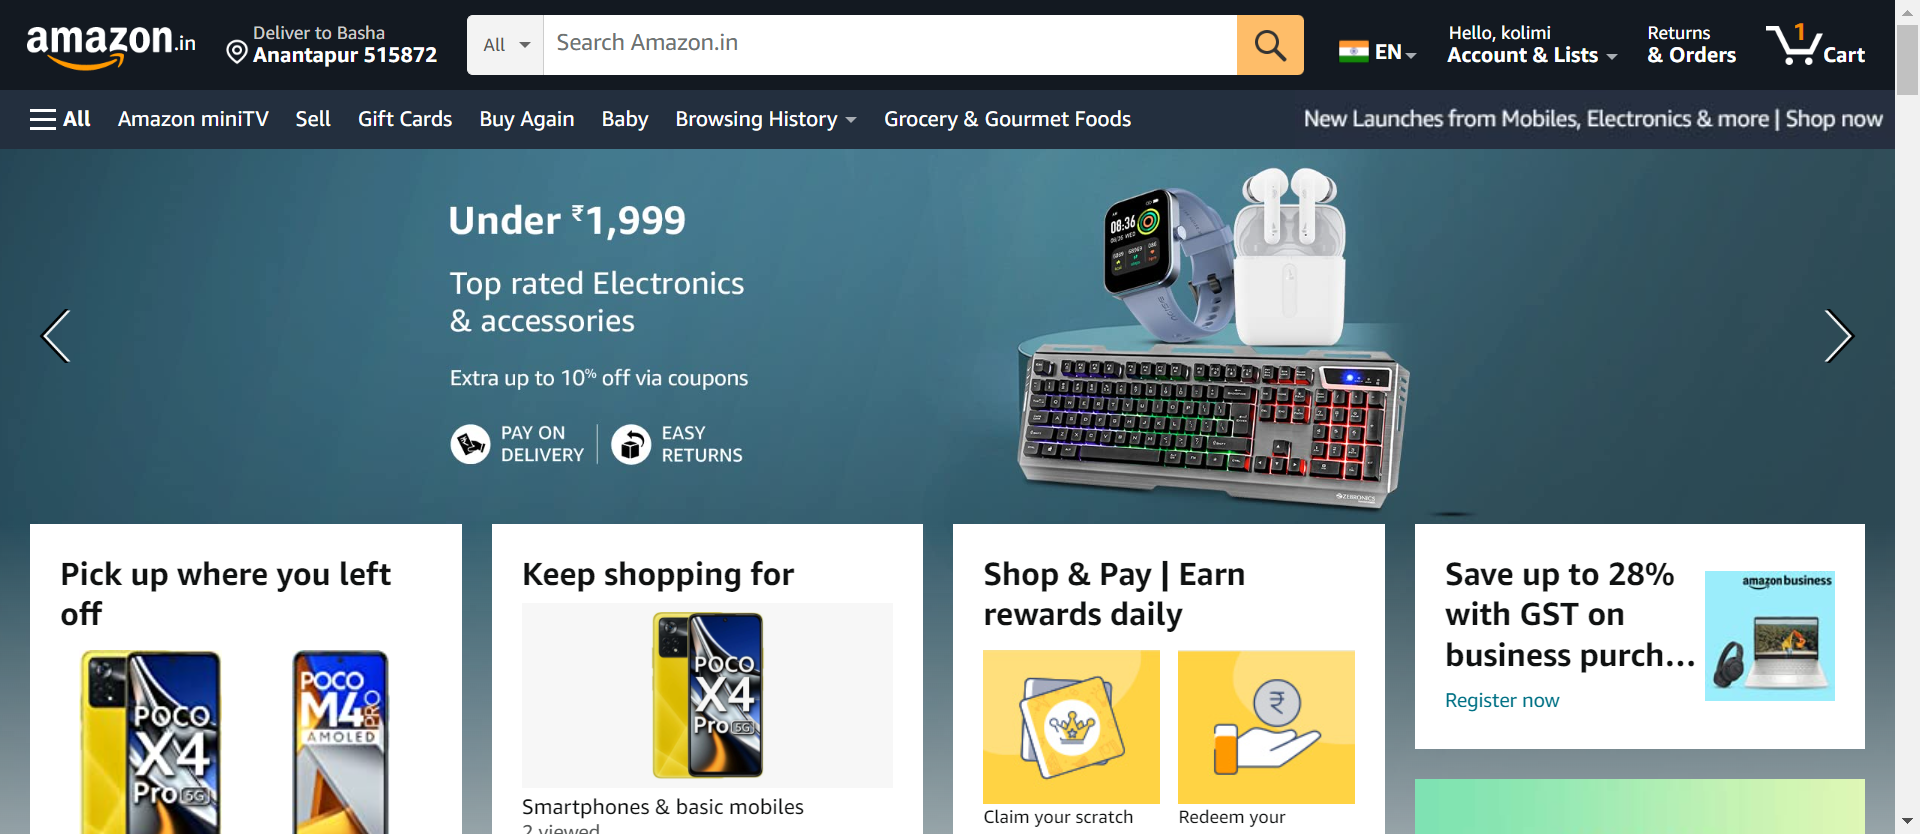 amazon.in
Deliver to Basha
Anantapur 515872
All
Search Amazon.in
EN
Hello, kolimi
Account & Lists
Returns
& Orders
1
Cart
All
Amazon miniTV
Sell
Gift Cards
Buy Again
Baby
Browsing History
Grocery & Gourmet Foods
New Launches from Mobiles, Electronics & more | Shop now
Under ₹1,999
Top rated Electronics
& accessories
Extra up to 10% off via coupons
PAY ON
DELIVERY
EASY
RETURNS
08:36
ZEBRONICS
Pick up where you left
off
POCO
X4
Pro 5G
POCO
M4 PRO
AMOLED
Keep shopping for
POCO
X4
Pro 5G
Smartphones & basic mobiles
2 viewed
Shop & Pay | Earn
rewards daily
₹
Claim your scratch
Redeem your
Save up to 28%
with GST on
business purch...
Register now
amazon business